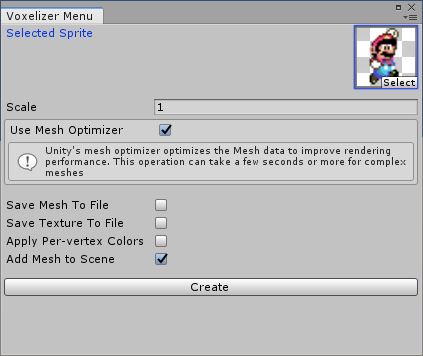 Voxelizer Menu
Selected Sprite
Select
Scale
1
Use Mesh Optimizer
Unity's mesh optimizer optimizes the Mesh data to improve rendering
performance. This operation can take a few seconds or more for complex
meshes
Save Mesh To File
Save Texture To File
Apply Per-vertex Colors
Add Mesh to Scene
Create